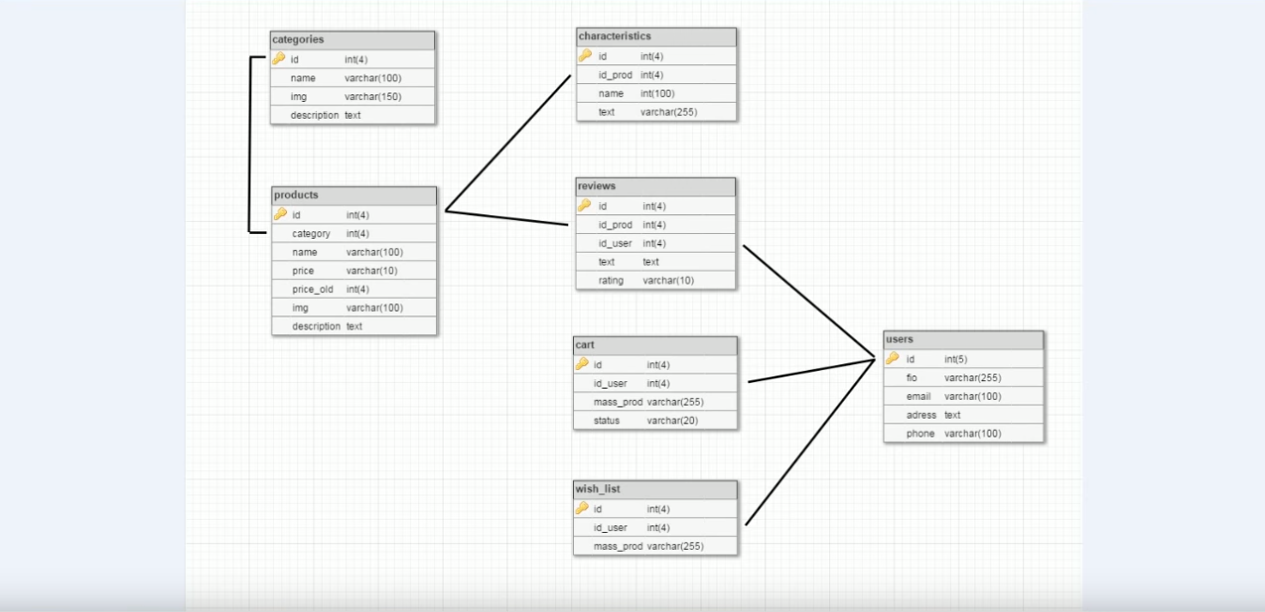 categories
id int(4)
name varchar(100)
img varchar(150)
description text
characteristics
id int(4)
id_prod int(4)
name int(100)
text varchar(255)
products
id int(4)
category int(4)
name varchar(100)
price varchar(10)
price_old int(4)
img varchar(100)
description text
reviews
id int(4)
id_prod int(4)
id_user int(4)
text text
rating varchar(10)
cart
id int(4)
id_user int(4)
mass_prod varchar(255)
status varchar(20)
users
id int(5)
fio varchar(255)
email varchar(100)
adress text
phone varchar(100)
wish_list
id int(4)
id_user int(4)
mass_prod varchar(255)